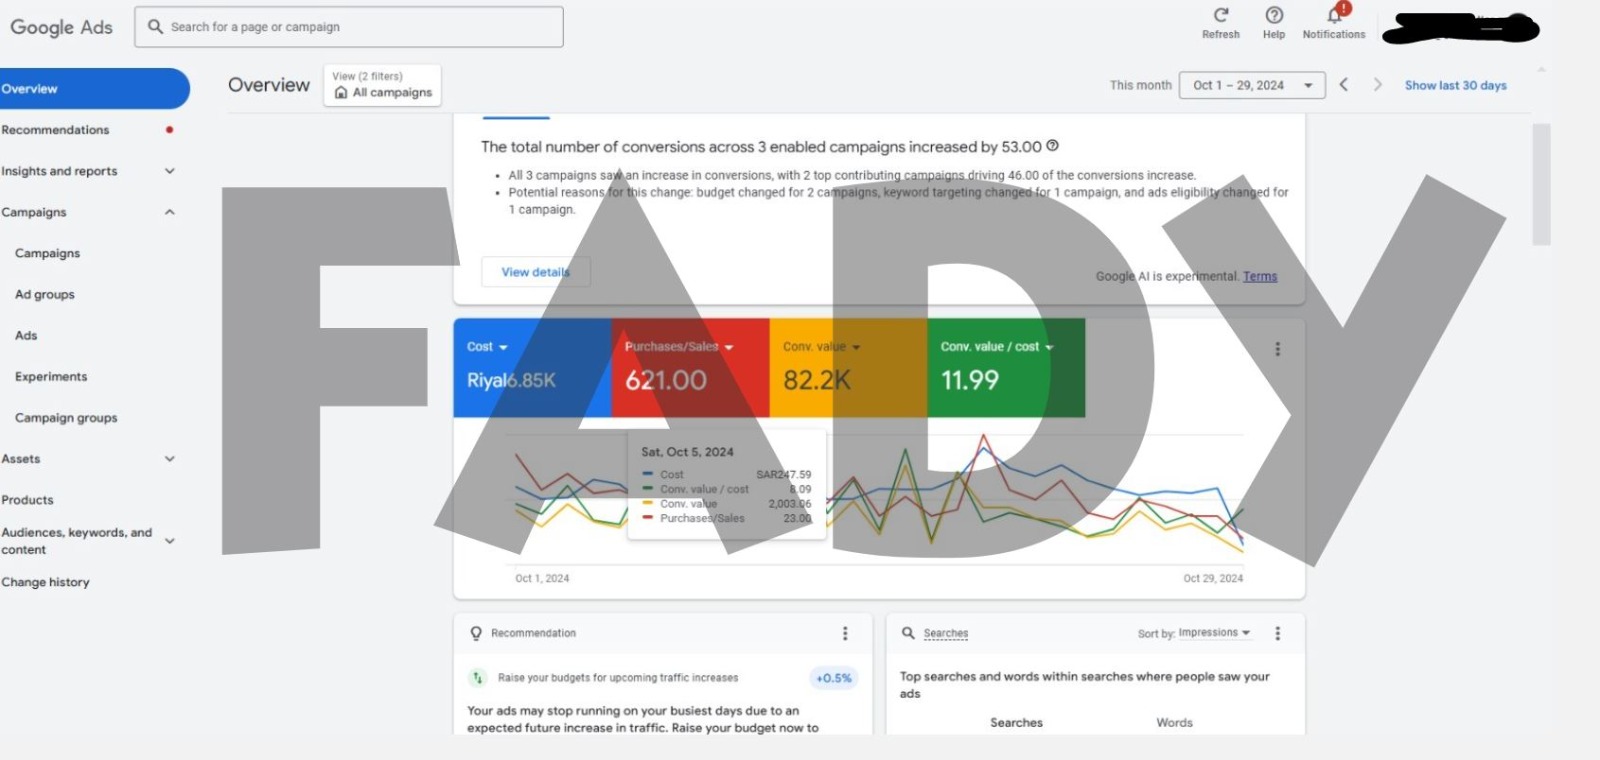 Google Ads
Search for a page or campaign
Refresh
Help
Notifications
Overview
Recommendations
Insights and reports
Campaigns
Campaigns
Ad groups
Ads
Experiments
Campaign groups
Assets
Products
Audiences, keywords, and
content
Change history
Overview
View (2 filters)
All campaigns
This month
Oct 1 – 29, 2024
Show last 30 days
The total number of conversions across 3 enabled campaigns increased by 53.00
All 3 campaigns saw an increase in conversions, with 2 top contributing campaigns driving 46.00 of the conversions increase.
Potential reasons for this change: budget changed for 2 campaigns, keyword targeting changed for 1 campaign, and ads eligibility changed for
1 campaign.
View details
Google AI is experimental. Terms
FADY
Cost
Riyal6.85K
Purchases/Sales
621.00
Conv. value
82.2K
Conv. value / cost
11.99
Sat, Oct 5, 2024
Cost SAR247.59
Conv. value / cost 8.09
Conv. value 2,003.06
Purchases/Sales 23.00
Oct 1, 2024
Oct 29, 2024
Recommendation
Raise your budgets for upcoming traffic increases
+0.5%
Your ads may stop running on your busiest days due to an
expected future increase in traffic. Raise your budget now to
Searches
Sort by: Impressions
Top searches and words within searches where people saw your
ads
Searches
Words